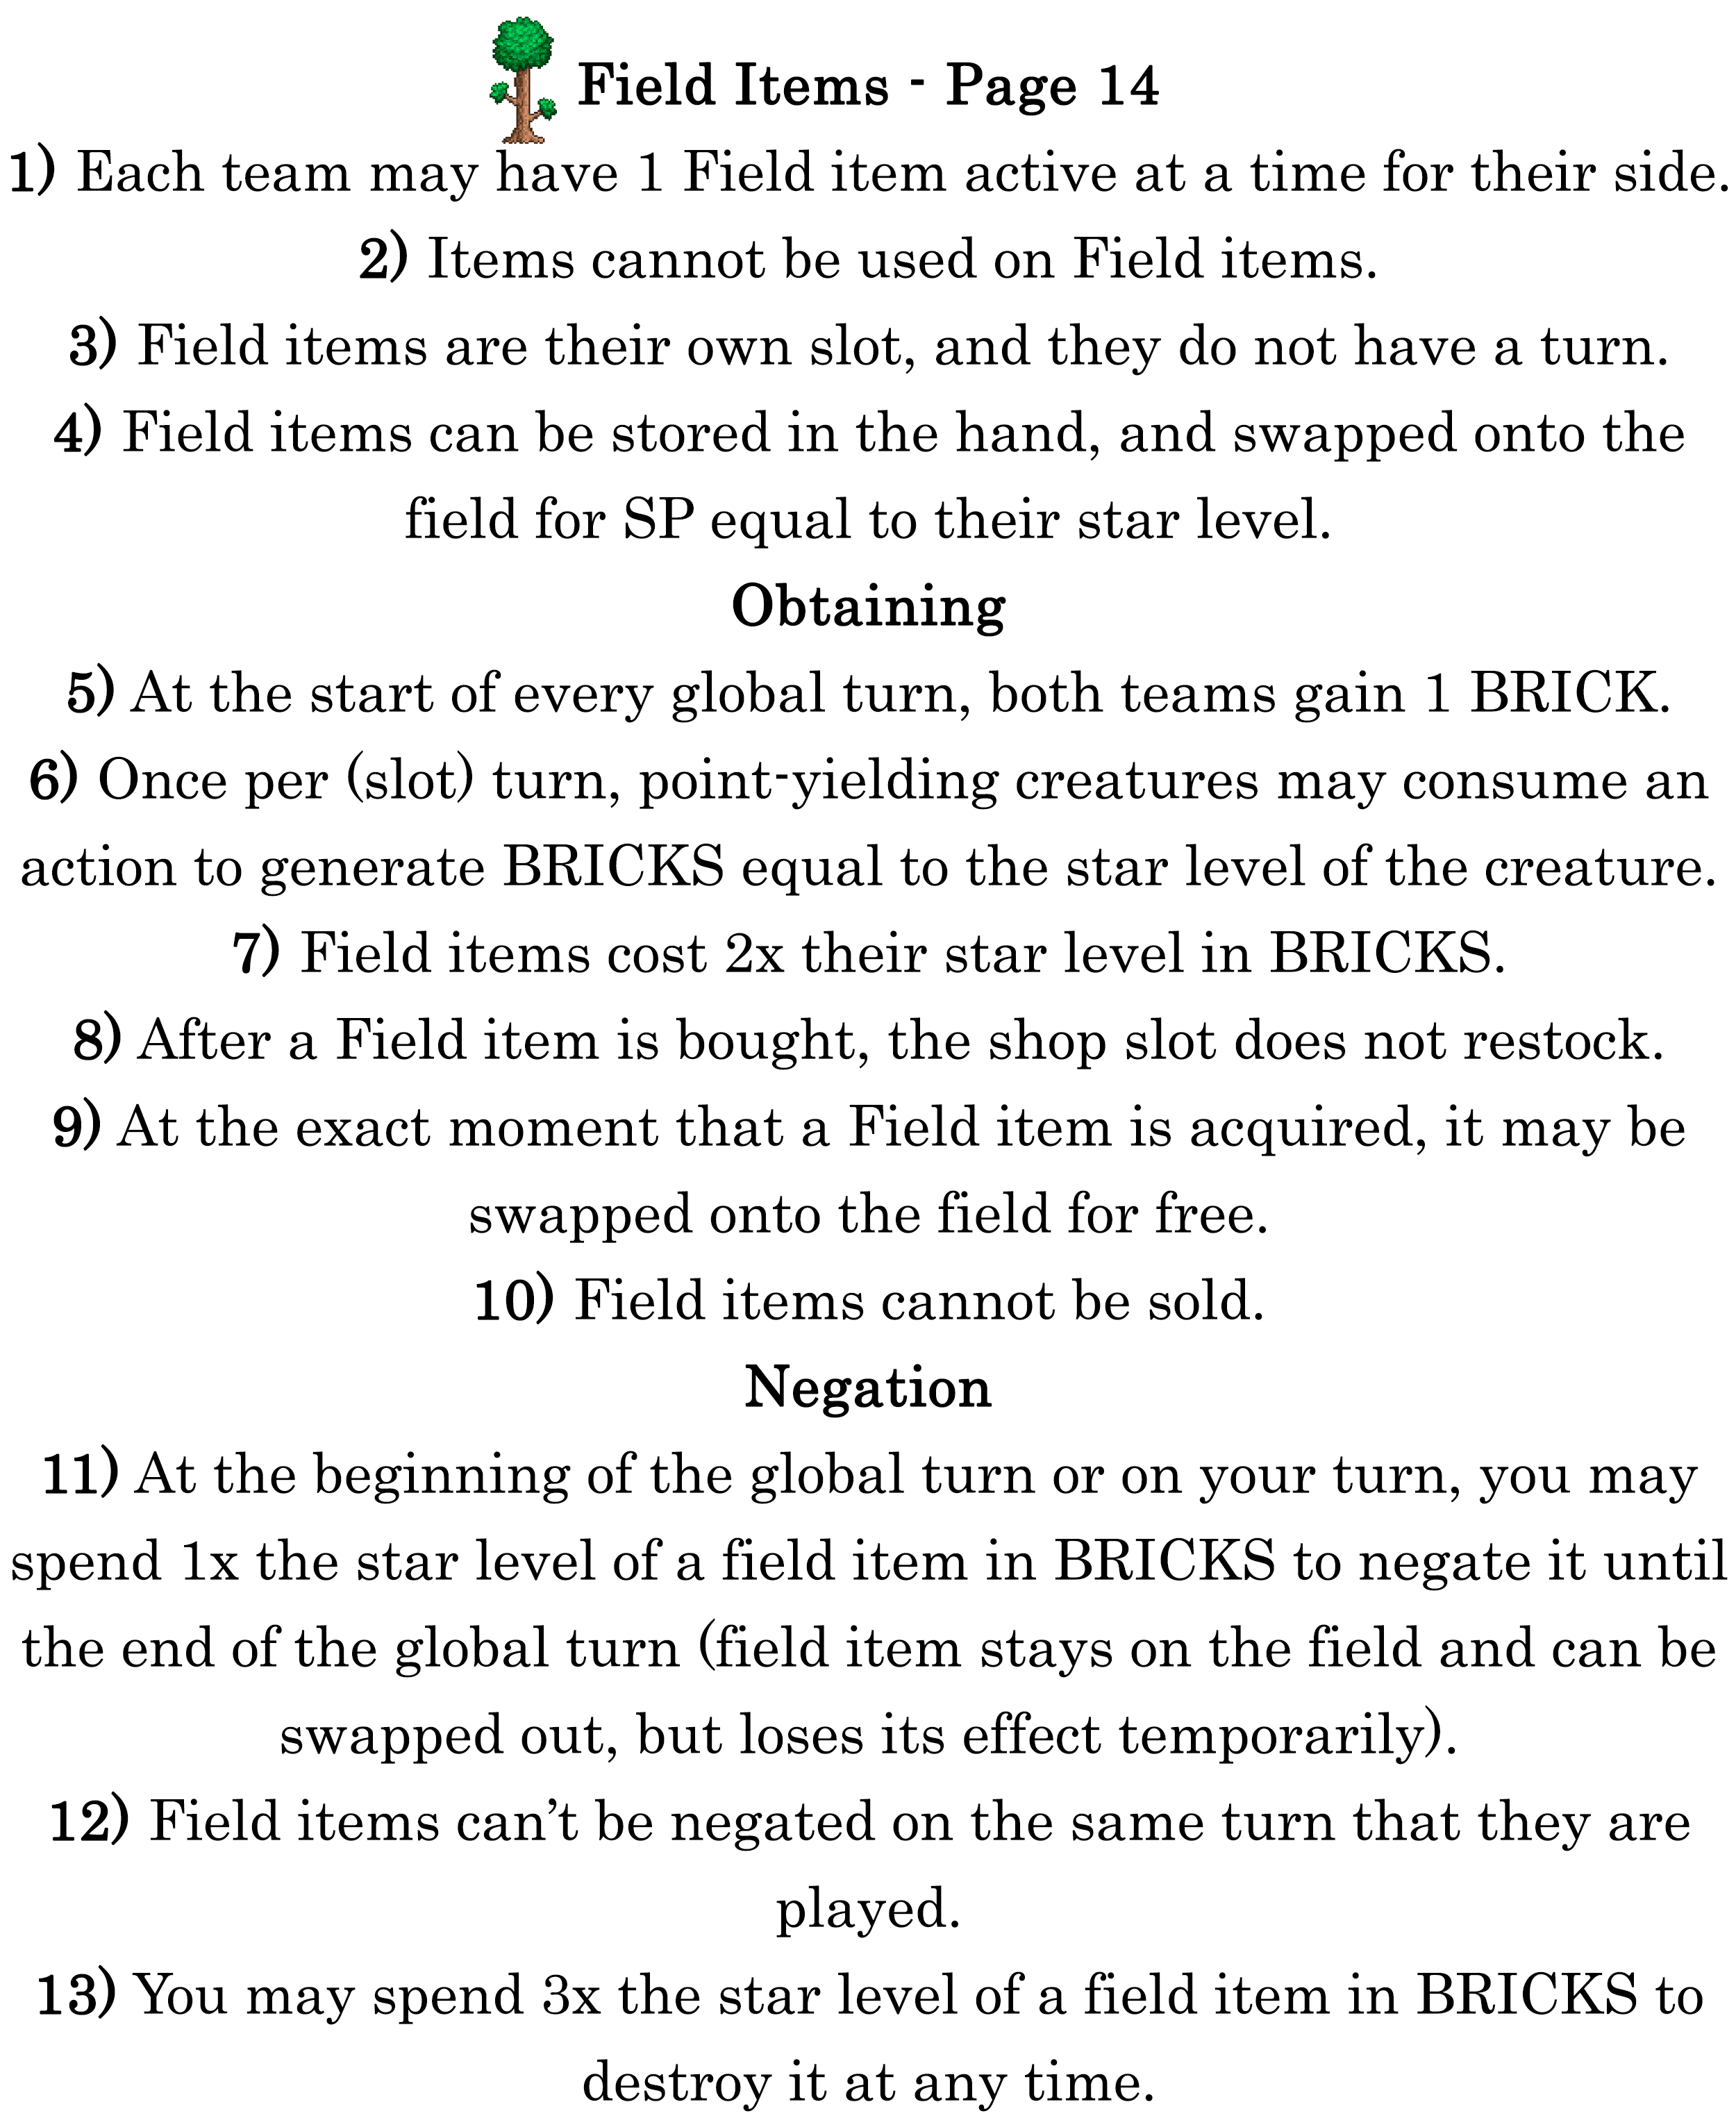 Field Items - Page 14
1) Each team may have 1 Field item active at a time for their side.
2) Items cannot be used on Field items.
3) Field items are their own slot, and they do not have a turn.
4) Field items can be stored in the hand, and swapped onto the
field for SP equal to their star level.
Obtaining
5) At the start of every global turn, both teams gain 1 BRICK.
6) Once per (slot) turn, point-yielding creatures may consume an
action to generate BRICKS equal to the star level of the creature.
7) Field items cost 2x their star level in BRICKS.
8) After a Field item is bought, the shop slot does not restock.
9) At the exact moment that a Field item is acquired, it may be
swapped onto the field for free.
10) Field items cannot be sold.
Negation
11) At the beginning of the global turn or on your turn, you may
spend 1x the star level of a field item in BRICKS to negate it until
the end of the global turn (field item stays on the field and can be
swapped out, but loses its effect temporarily).
12) Field items can’t be negated on the same turn that they are
played.
13) You may spend 3x the star level of a field item in BRICKS to
destroy it at any time.